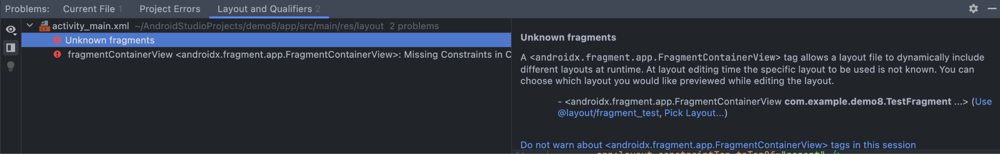 Problems: Current File 1 Project Errors Layout and Qualifiers 2
activity_main.xml ~/AndroidStudioProjects/demo8/app/src/main/res/layout 2 problems
Unknown fragments
fragmentContainerView <androidx.fragment.app.FragmentContainerView>: Missing Constraints in C
Unknown fragments
A <androidx.fragment.app.FragmentContainerView> tag allows a layout file to dynamically include
different layouts at runtime. At layout editing time the specific layout to be used is not known. You can
choose which layout you would like previewed while editing the layout.
- <androidx.fragment.app.FragmentContainerView com.example.demo8.TestFragment ...> (Use
@layout/fragment_test, Pick Layout...)
Do not warn about <androidx.fragment.app.FragmentContainerView> tags in this session